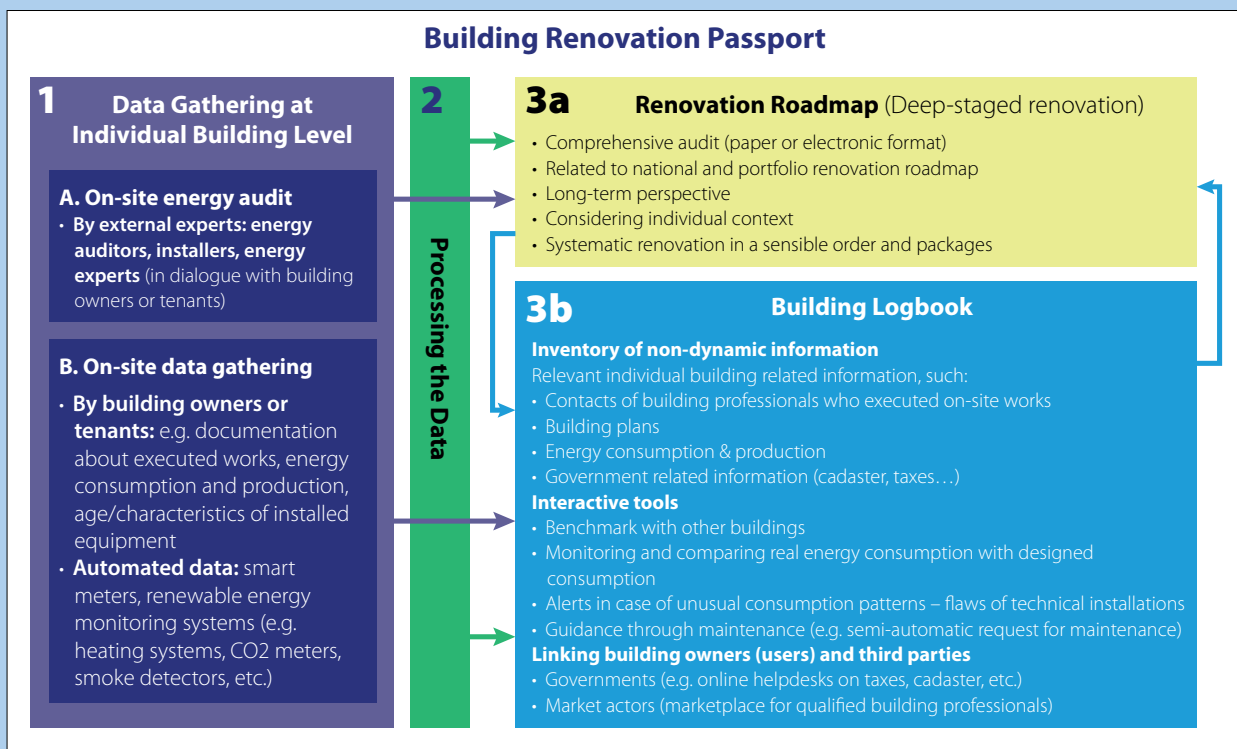 Building Renovation Passport
1
Data Gathering at
Individual Building Level
A. On-site energy audit
• By external experts: energy
auditors, installers, energy
experts (in dialogue with building
owners or tenants)
B. On-site data gathering
• By building owners or
tenants: e.g. documentation
about executed works, energy
consumption and production,
age/characteristics of installed
equipment
• Automated data: smart
meters, renewable energy
monitoring systems (e.g.
heating systems, CO2 meters,
smoke detectors, etc.)
2
Processing the Data
3a
Renovation Roadmap (Deep-staged renovation)
• Comprehensive audit (paper or electronic format)
• Related to national and portfolio renovation roadmap
• Long-term perspective
• Considering individual context
• Systematic renovation in a sensible order and packages
3b
Building Logbook
Inventory of non-dynamic information
Relevant individual building related information, such:
• Contacts of building professionals who executed on-site works
• Building plans
• Energy consumption & production
• Government related information (cadaster, taxes…)
Interactive tools
• Benchmark with other buildings
• Monitoring and comparing real energy consumption with designed
consumption
• Alerts in case of unusual consumption patterns – flaws of technical installations
• Guidance through maintenance (e.g. semi-automatic request for maintenance)
Linking building owners (users) and third parties
• Governments (e.g. online helpdesks on taxes, cadaster, etc.)
• Market actors (marketplace for qualified building professionals)